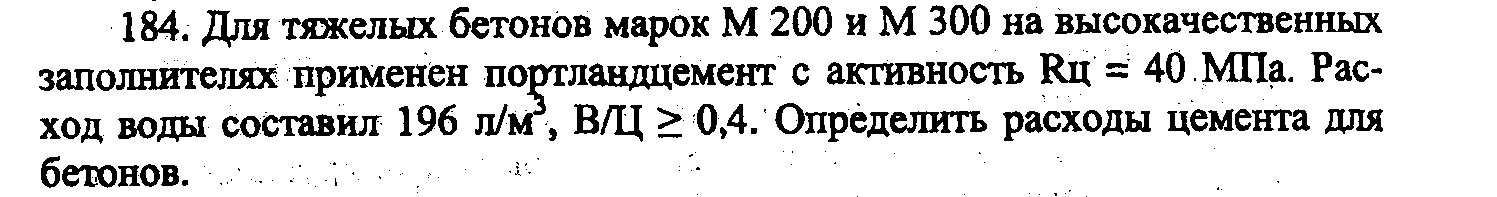 184. Для тяжелых бетонов марок М 200 и М 300 на высокачественных
заполнителях применен портландцемент с активность Rц = 40 МПа. Рас-
ход воды составил 196 л/м³, В/Ц ≥ 0,4. Определить расходы цемента для
бетонов.